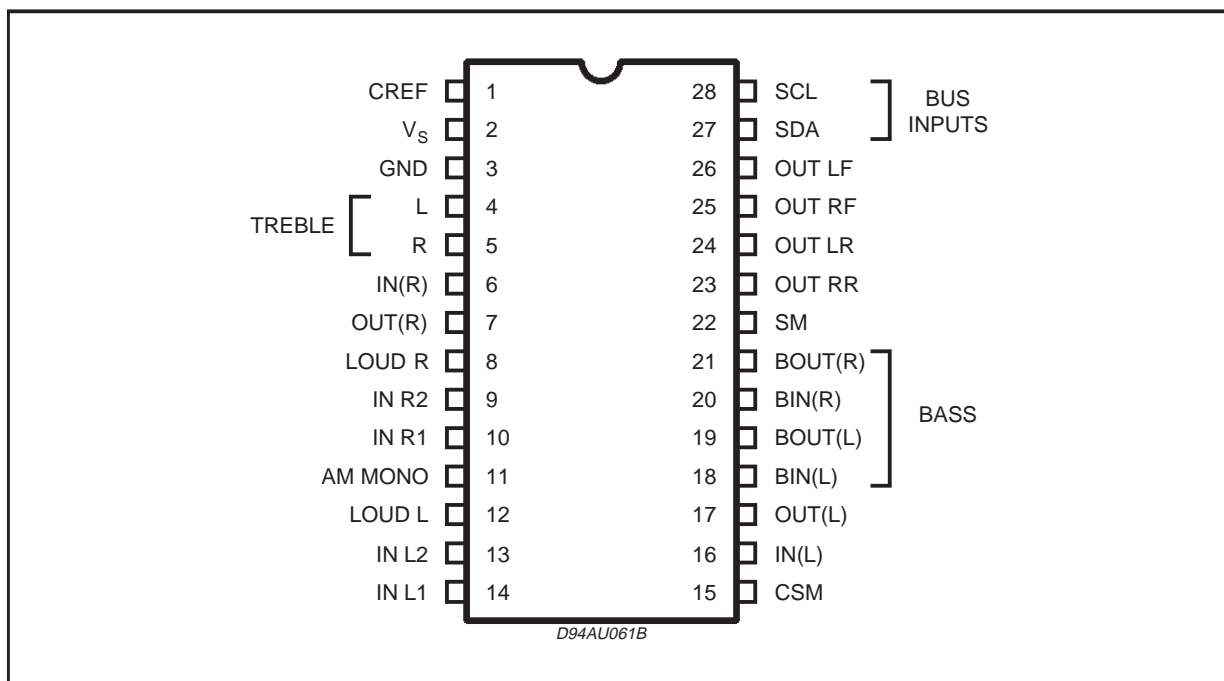 CREF 1 28 SCL
V_S 2 27 SDA
BUS INPUTS
GND 3 26 OUT LF
TREBLE
L 4 25 OUT RF
R 5 24 OUT LR
IN(R) 6 23 OUT RR
OUT(R) 7 22 SM
LOUD R 8 21 BOUT(R)
IN R2 9 20 BIN(R)
BASS
IN R1 10 19 BOUT(L)
AM MONO 11 18 BIN(L)
LOUD L 12 17 OUT(L)
IN L2 13 16 IN(L)
IN L1 14 15 CSM
D94AU061B